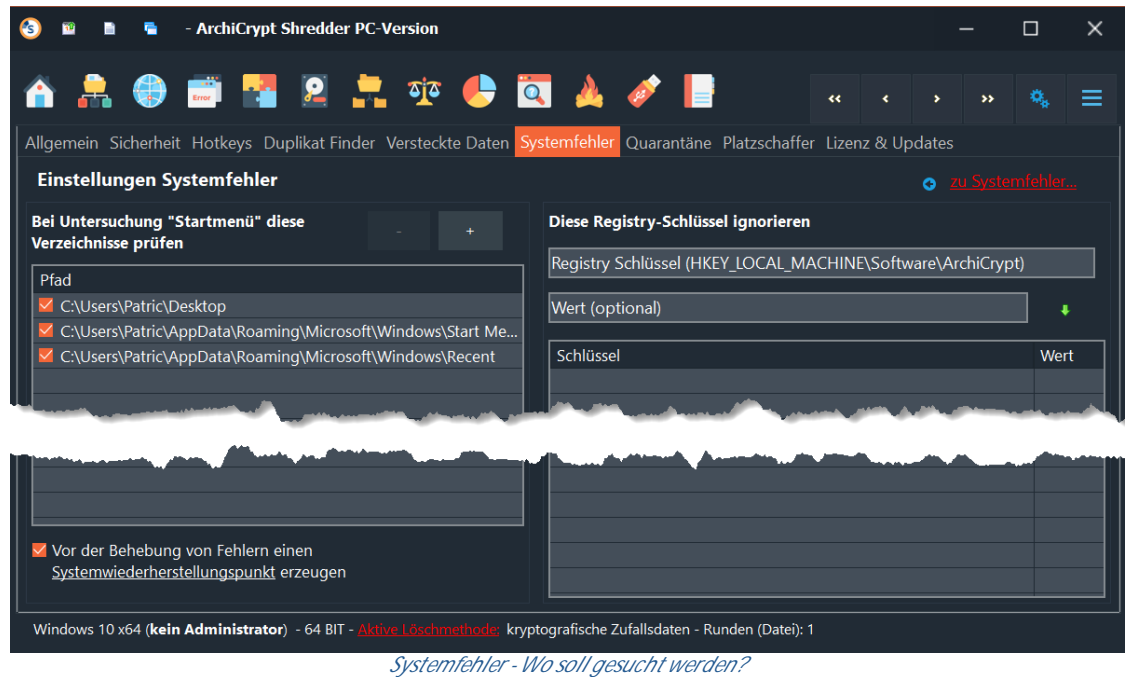 - ArchiCrypt Shredder PC-Version
Error
Allgemein Sicherheit Hotkeys Duplikat Finder Versteckte Daten Systemfehler Quarantäne Platzschaffer Lizenz & Updates
Einstellungen Systemfehler
zu Systemfehler...
Bei Untersuchung "Startmenü" diese
Verzeichnisse prüfen
- +
Pfad
C:\Users\Patric\Desktop
C:\Users\Patric\AppData\Roaming\Microsoft\Windows\Start Me...
C:\Users\Patric\AppData\Roaming\Microsoft\Windows\Recent
Vor der Behebung von Fehlern einen
Systemwiederherstellungspunkt erzeugen
Diese Registry-Schlüssel ignorieren
Registry Schlüssel (HKEY_LOCAL_MACHINE\Software\ArchiCrypt)
Wert (optional)
Schlüssel Wert
Windows 10 x64 (kein Administrator) - 64 BIT - Aktive Löschmethode: kryptografische Zufallsdaten - Runden (Datei): 1
Systemfehler - Wo soll gesucht werden?